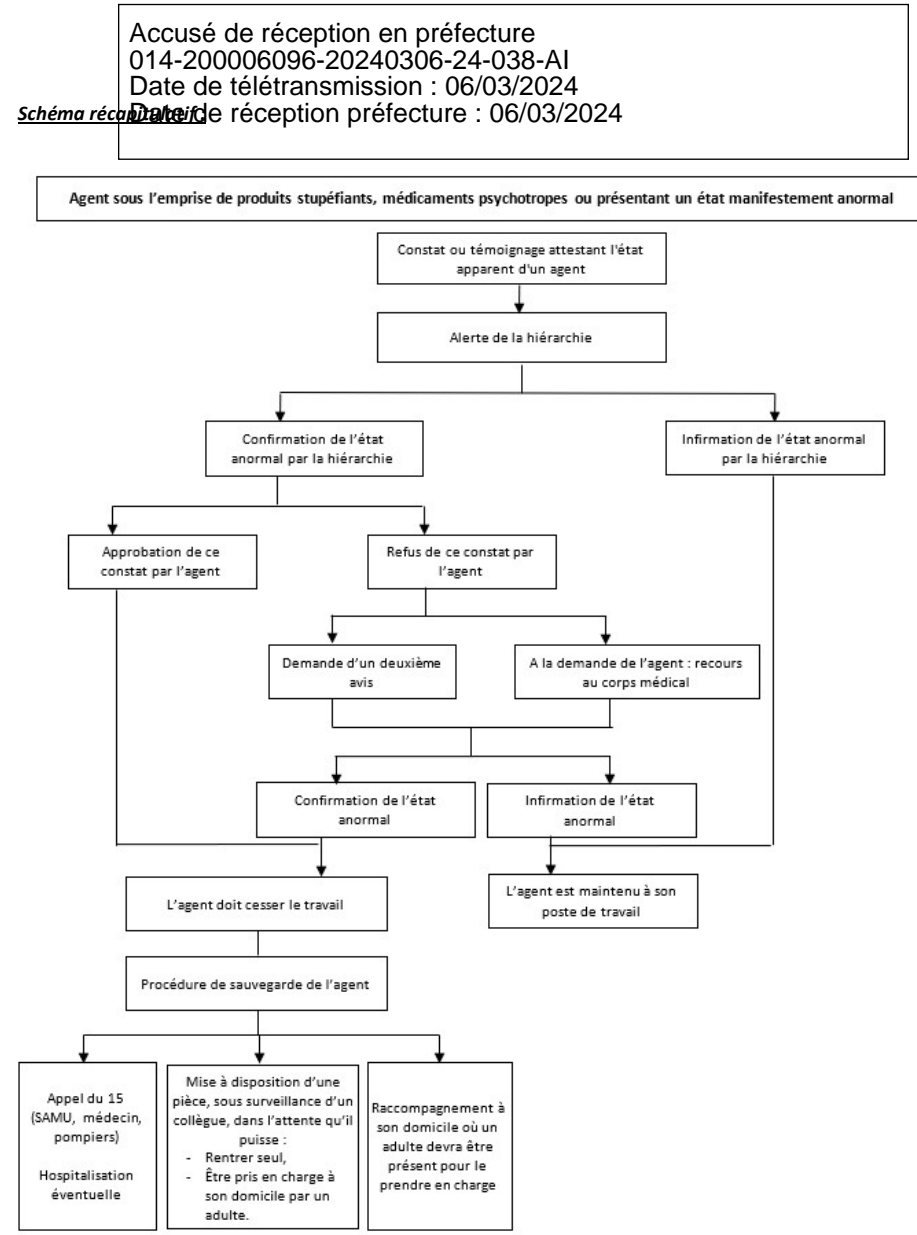 Accusé de réception en préfecture
014-200006096-20240306-24-038-AI
Date de télétransmission : 06/03/2024
Date de réception préfecture : 06/03/2024
Schéma récapitulatif :
Agent sous l'emprise de produits stupéfiants, médicaments psychotropes ou présentant un état manifestement anormal
Constat ou témoignage attestant l'état
apparent d'un agent
Alerte de la hiérarchie
Confirmation de l'état
anormal par la hiérarchie
Infirmation de l'état anormal
par la hiérarchie
Approbation de ce
constat par l'agent
Refus de ce constat par
l'agent
Demande d'un deuxième
avis
A la demande de l'agent : recours
au corps médical
Confirmation de l'état
anormal
Infirmation de l'état
anormal
L'agent doit cesser le travail
L'agent est maintenu à son
poste de travail
Procédure de sauvegarde de l'agent
Appel du 15
(SAMU, médecin,
pompiers)
Hospitalisation
éventuelle
Mise à disposition d'une
pièce, sous surveillance d'un
collègue, dans l'attente qu'il
puisse :
- Rentrer seul,
- Être pris en charge à
son domicile par un
adulte.
Raccompagnement à
son domicile où un
adulte devra être
présent pour le
prendre en charge